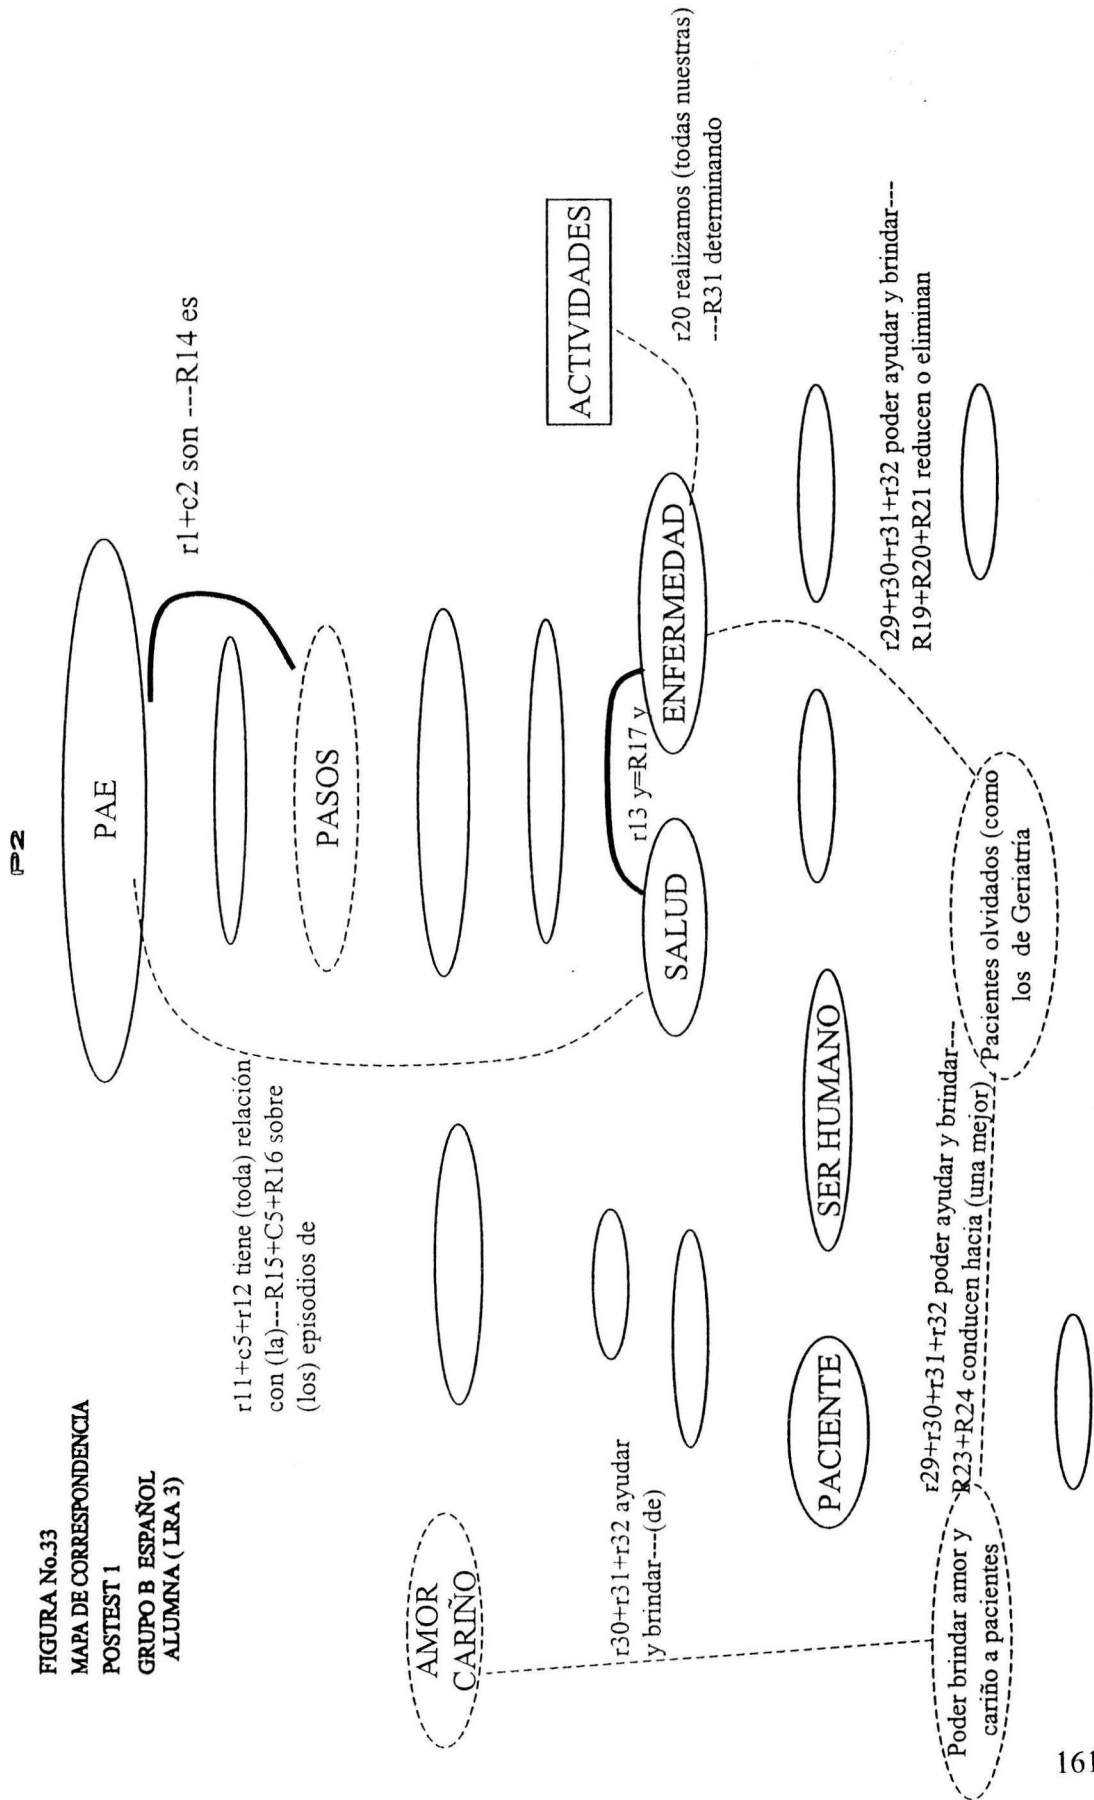 FIGURA No.33
MAPA DE CORRESPONDENCIA
POSTEST 1
GRUPO B ESPAÑOL
ALUMNA ( LRA 3)
P2
PAE
r1+c2 son ---R14 es
PASOS
r11+c5+r12 tiene (toda) relación
con (la)---R15+C5+R16 sobre
(los) episodios de
AMOR
CARIÑO
ACTIVIDADES
r13 y=R17 y
SALUD
ENFERMEDAD
r20 realizamos (todas nuestras)
---R31 determinando
r30+r31+r32 ayudar
y brindar---(de)
PACIENTE
SER HUMANO
r29+r30+r31+r32 poder ayudar y brindar---
R19+R20+R21 reducen o eliminan
r29+r30+r31+r32 poder ayudar y brindar---
R23+R24 conducen hacia (una mejor)
Poder brindar amor y
cariño a pacientes
Pacientes olvidados (como
los de Geriatría
161